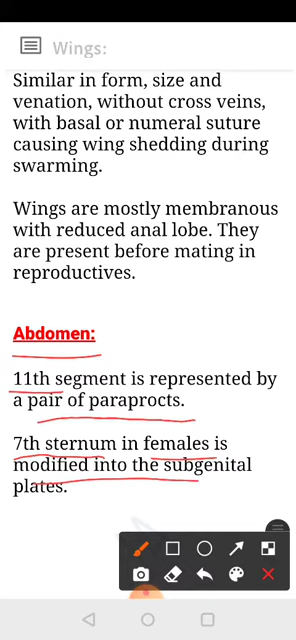 Wings:
Similar in form, size and
venation, without cross veins,
with basal or numeral suture
causing wing shedding during
swarming.
Wings are mostly membranous
with reduced anal lobe. They
are present before mating in
reproductives.
Abdomen:
11th segment is represented by
a pair of paraprocts.
7th sternum in females is
modified into the subgenital
plates.